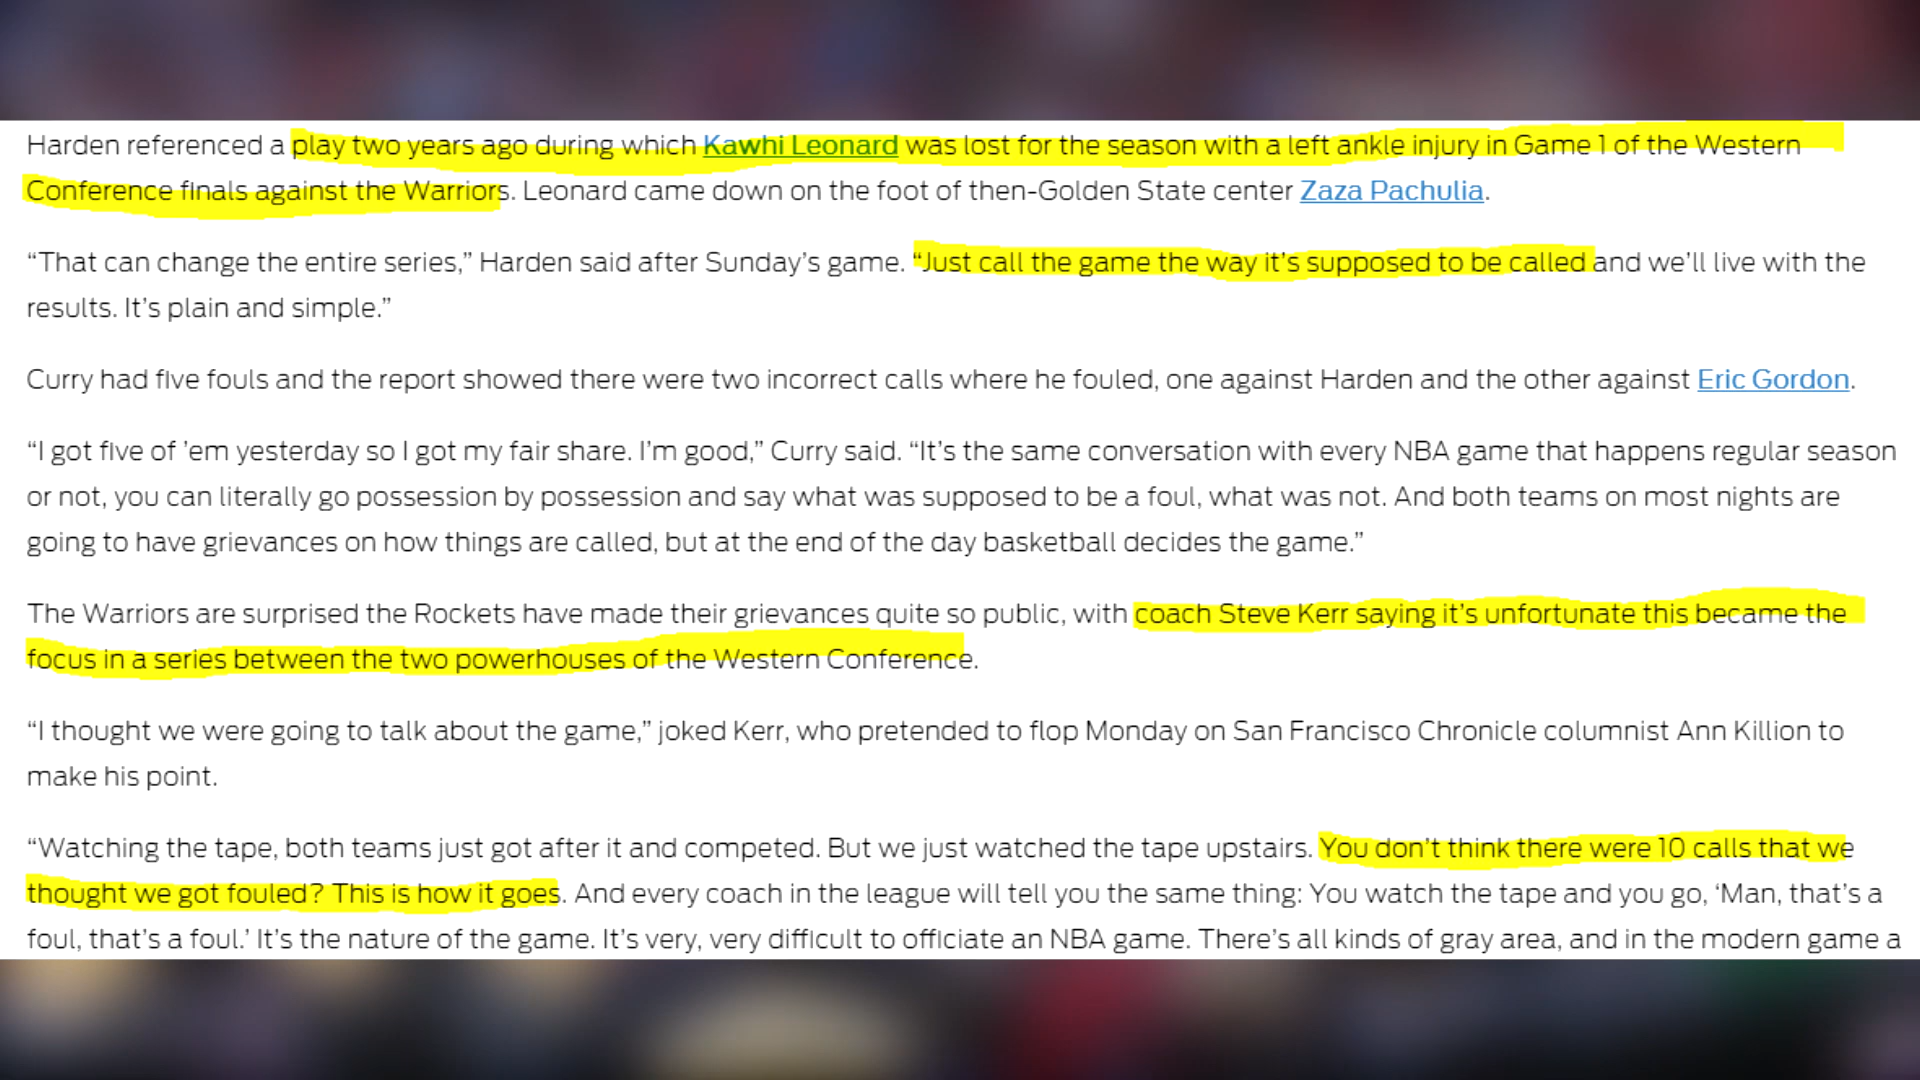 Harden referenced a play two years ago during which Kawhi Leonard was lost for the season with a left ankle injury in Game 1 of the Western
Conference finals against the Warriors. Leonard came down on the foot of then-Golden State center Zaza Pachulia.
“That can change the entire series,” Harden said after Sunday’s game. “Just call the game the way it’s supposed to be called and we’ll live with the
results. It’s plain and simple.”
Curry had five fouls and the report showed there were two incorrect calls where he fouled, one against Harden and the other against Eric Gordon.
“I got five of ’em yesterday so I got my fair share. I’m good,” Curry said. “It’s the same conversation with every NBA game that happens regular season
or not, you can literally go possession by possession and say what was supposed to be a foul, what was not. And both teams on most nights are
going to have grievances on how things are called, but at the end of the day basketball decides the game.”
The Warriors are surprised the Rockets have made their grievances quite so public, with coach Steve Kerr saying it’s unfortunate this became the
focus in a series between the two powerhouses of the Western Conference.
“I thought we were going to talk about the game,” joked Kerr, who pretended to flop Monday on San Francisco Chronicle columnist Ann Killion to
make his point.
“Watching the tape, both teams just got after it and competed. But we just watched the tape upstairs. You don’t think there were 10 calls that we
thought we got fouled? This is how it goes. And every coach in the league will tell you the same thing: You watch the tape and you go, ‘Man, that’s a
foul, that’s a foul.’ It’s the nature of the game. It’s very, very difficult to officiate an NBA game. There’s all kinds of gray area, and in the modern game a